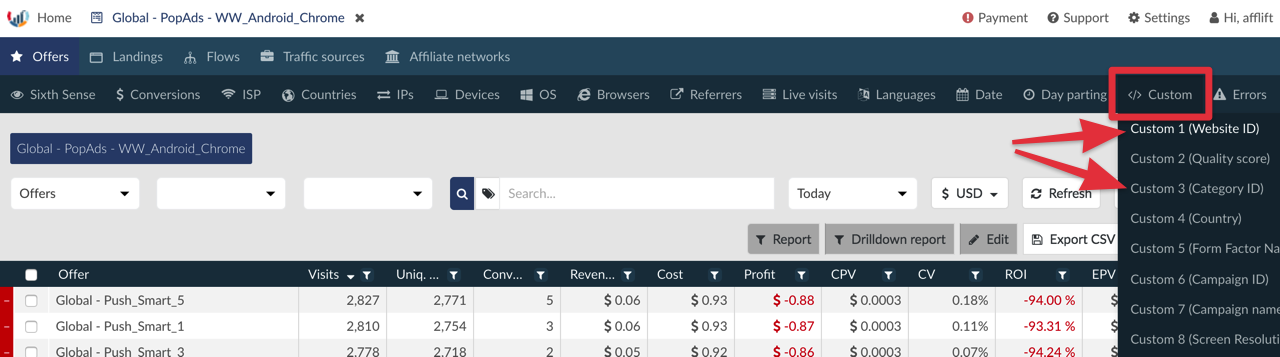 Home Global - PopAds - WW_Android_Chrome Payment Support Settings Hi, afflift
Offers Landings Flows Traffic sources Affiliate networks
Sixth Sense Conversions ISP Countries IPs Devices OS Browsers Referrers Live visits Languages Date Day parting Custom Errors
Custom 1 (Website ID)
Global - PopAds - WW_Android_Chrome
Custom 2 (Quality score)
Offers Search... Today $ USD Refresh Custom 3 (Category ID)
Custom 4 (Country)
Report Drilldown report Edit Export CSV Custom 5 (Form Factor Na
Offer Visits Uniq. ... Conv... Reven... Cost Profit CPV CV ROI EPV Custom 6 (Campaign ID)
Global - Push_Smart_5 2,827 2,771 5 $ 0.06 $ 0.93 $ -0.88 $ 0.0003 0.18% -94.00 % $
Custom 7 (Campaign name
Global - Push_Smart_1 2,810 2,754 3 $ 0.06 $ 0.93 $ -0.87 $ 0.0003 0.11% -93.31 % $
Custom 8 (Screen Resoluti
Global - Push_Smart_3 2,778 2,718 2 $ 0.05 $ 0.92 $ -0.86 $ 0.0003 0.07% -94.24 % $